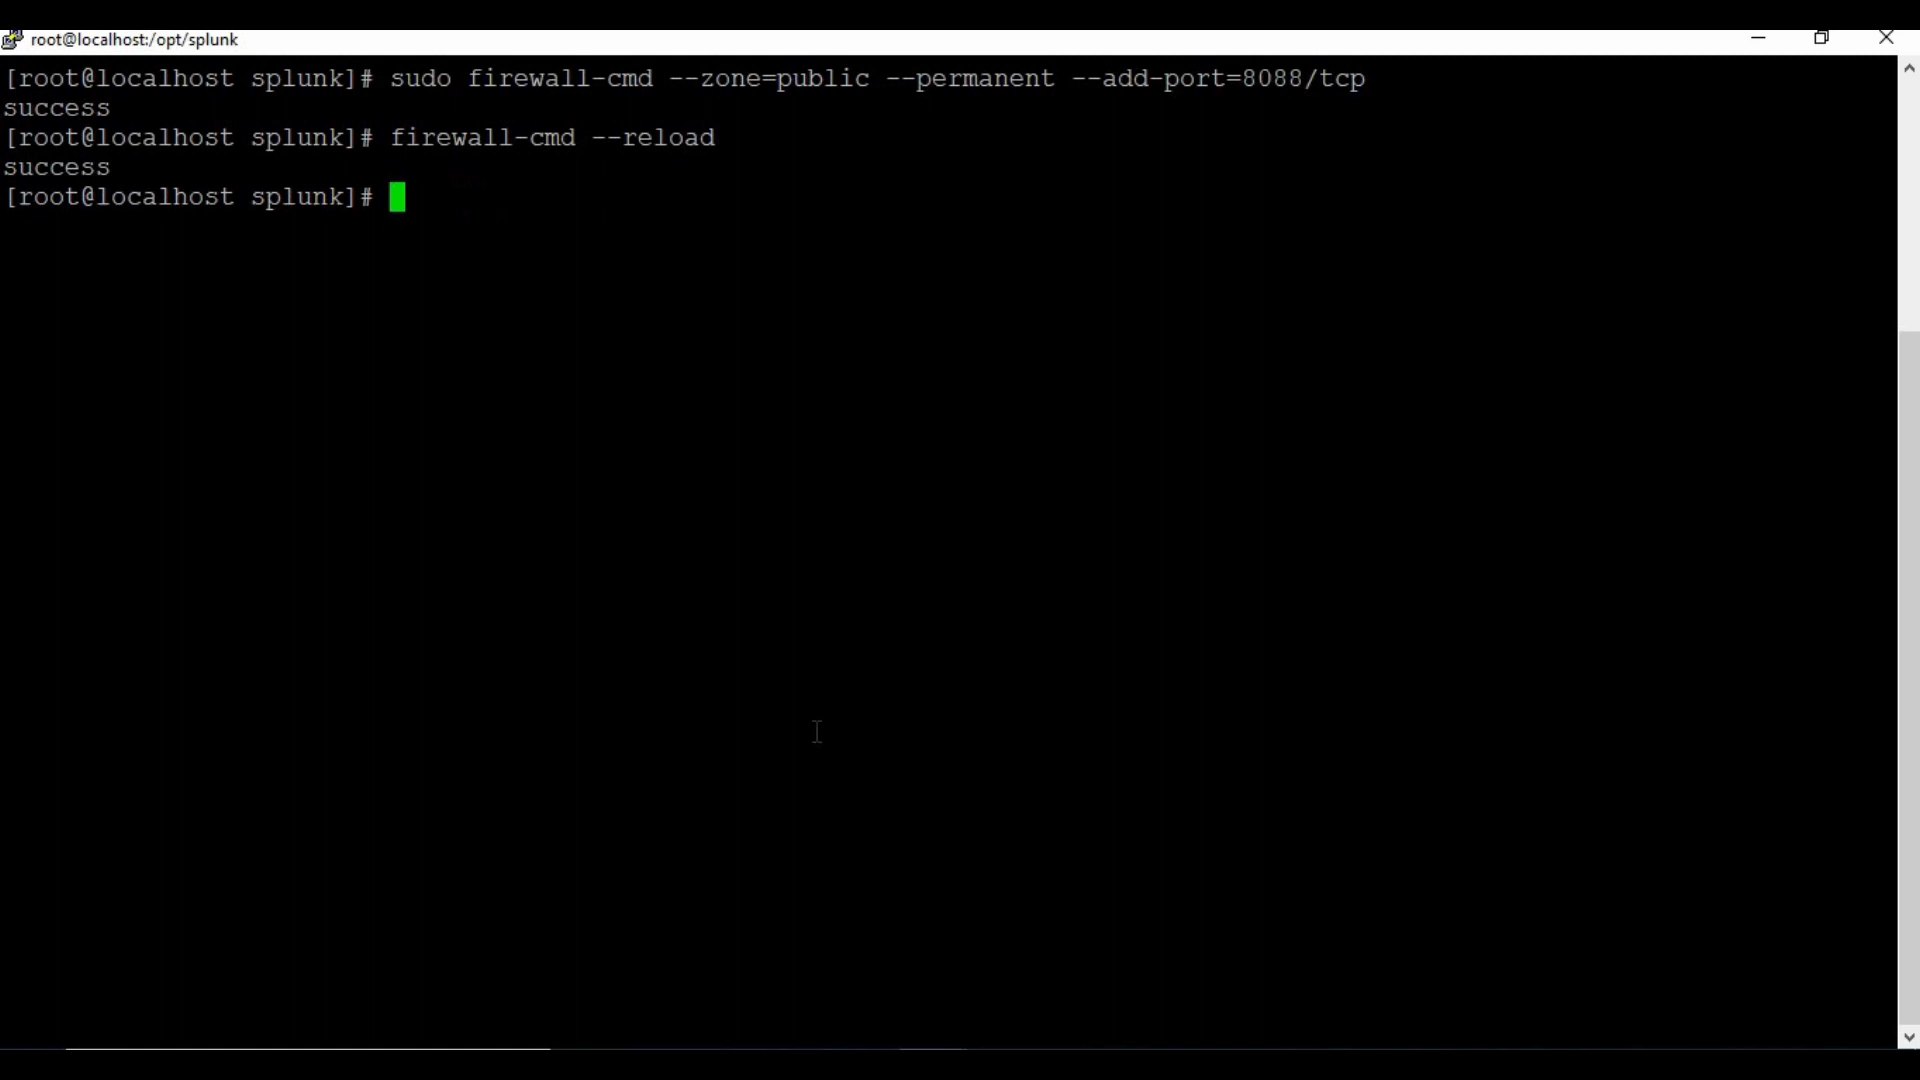 root@localhost:/opt/splunk
[root@localhost splunk]# sudo firewall-cmd --zone=public --permanent --add-port=8088/tcp
success
[root@localhost splunk]# firewall-cmd --reload
success
[root@localhost splunk]#